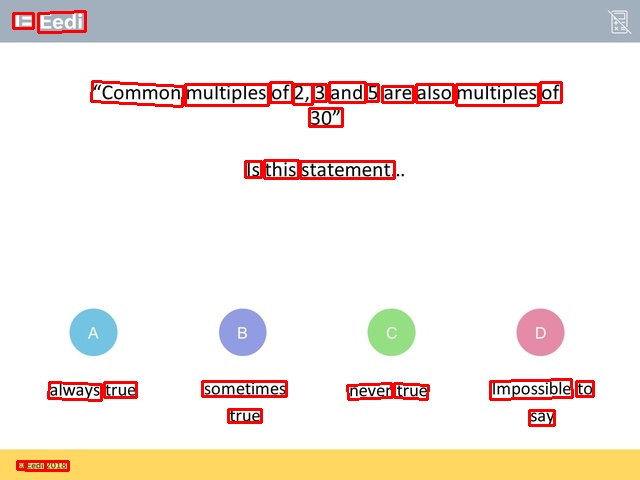 Eedi
“Common multiples of 2, 3 and 5 are also multiples of
30”
Is this statement…
A
B
C
D
always true
sometimes
true
never true
Impossible to
say
© Eedi 2018